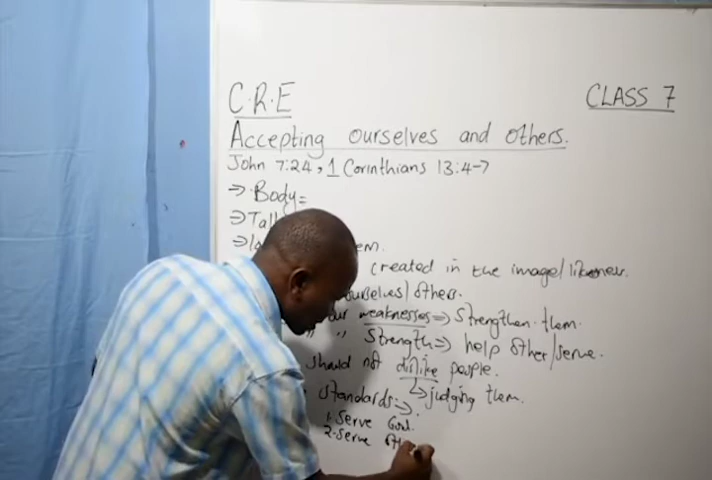 C.R.E
CLASS 7
Accepting ourselves and others.
John 7:24, 1 Corinthians 13:4-7
⇒ Body=
⇒ Tall
created in the image/likeness.
ourselves/others.
our weaknesses ⇒ strengthen them.
" " Strength ⇒ help other/serve.
should not dislike people.
↳ judging them.
standards ⇒
1. Serve God.
2. Serve